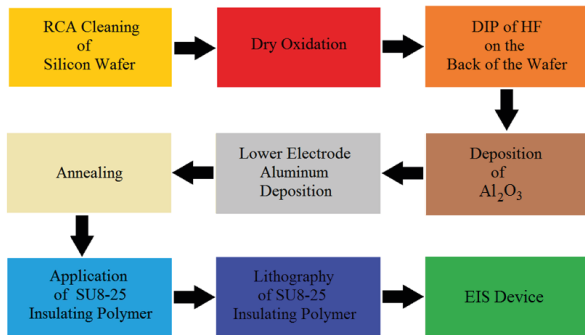 RCA Cleaning
of
Silicon Wafer
Dry Oxidation
DIP of HF
on the
Back of the Wafer
Deposition
of
Al₂O₃
Lower Electrode
Aluminum
Deposition
Annealing
Application
of SU8-25
Insulating Polymer
Lithography
of SU8-25
Insulating Polymer
EIS Device